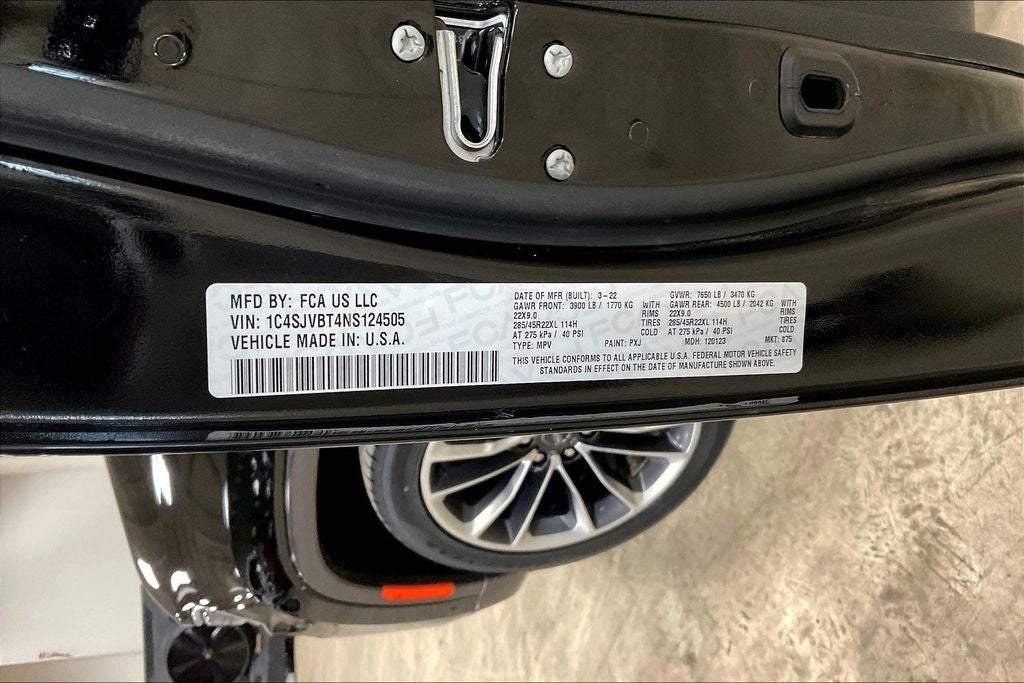 MFD BY: FCA US LLC
VIN: 1C4SJVBT4NS124505
VEHICLE MADE IN: U.S.A.
DATE OF MFR (BUILT): 3-22 GVWR: 7650 LB / 3470 KG
GAWR FRONT: 3900 LB / 1770 KG WITH GAWR REAR: 4500 LB / 2042 KG WITH
22X9.0 RIMS 22X9.0 RIMS
285/45R22XL 114H TIRES 285/45R22XL 114H TIRES
AT 275 kPa / 40 PSI AT 275 kPa / 40 PSI
TYPE: MPV PAINT: PXJ MDH: 120123 MKT: 875
THIS VEHICLE CONFORMS TO ALL APPLICABLE U.S.A. FEDERAL MOTOR VEHICLE SAFETY
STANDARDS IN EFFECT ON THE DATE OF MANUFACTURE SHOWN ABOVE.